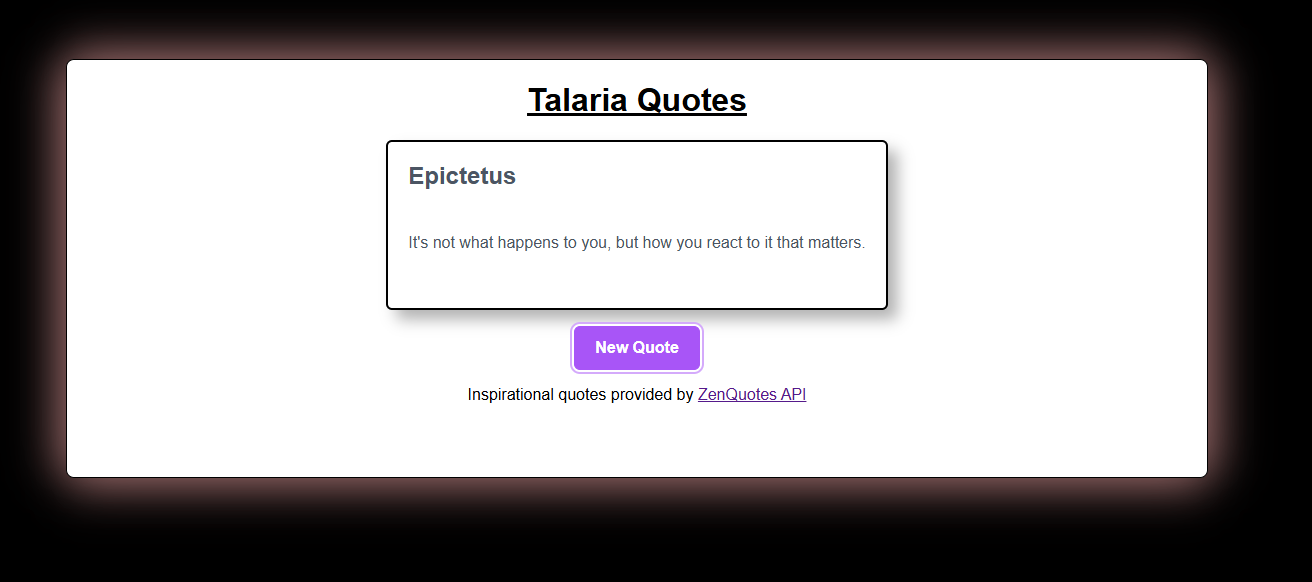 Talaria Quotes
Epictetus
It's not what happens to you, but how you react to it that matters.
New Quote
Inspirational quotes provided by ZenQuotes API